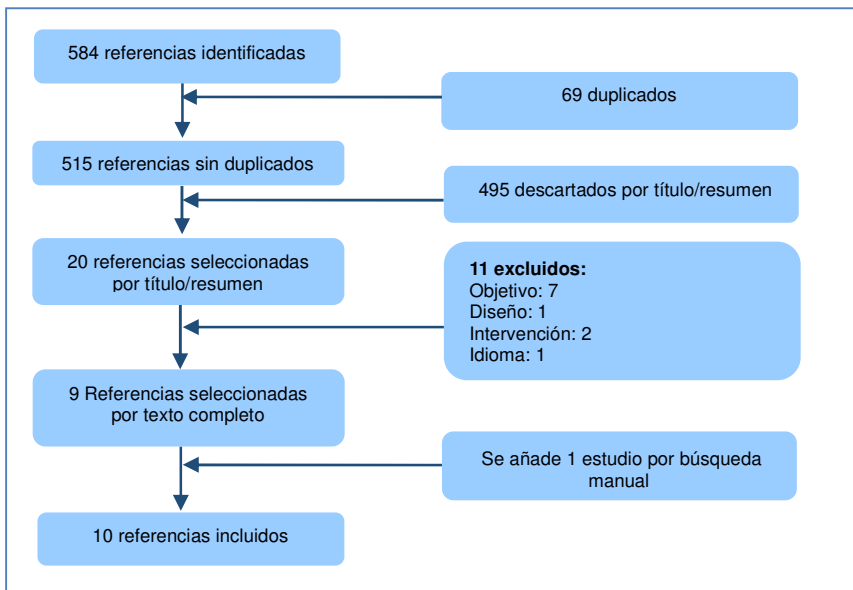 584 referencias identificadas
69 duplicados
515 referencias sin duplicados
495 descartados por título/resumen
20 referencias seleccionadas
por título/resumen
11 excluidos:
Objetivo: 7
Diseño: 1
Intervención: 2
Idioma: 1
9 Referencias seleccionadas
por texto completo
Se añade 1 estudio por búsqueda
manual
10 referencias incluidos